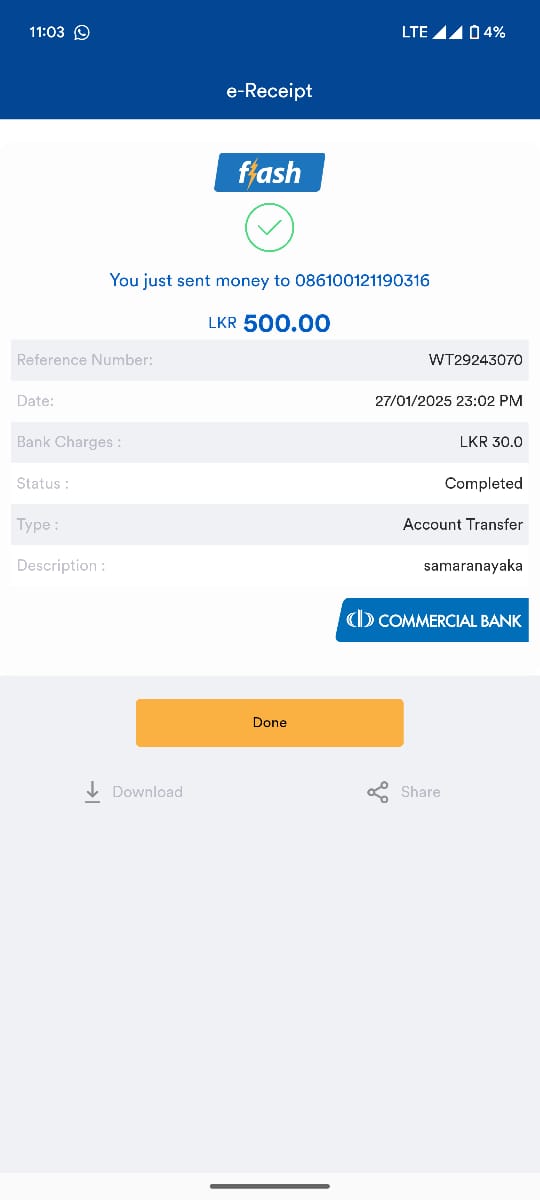 11:03 LTE 4%
e-Receipt
flash
You just sent money to 086100121190316
LKR 500.00
Reference Number: WT29243070
Date: 27/01/2025 23:02 PM
Bank Charges : LKR 30.0
Status : Completed
Type : Account Transfer
Description : samaranayaka
COMMERCIAL BANK
Done
Download Share